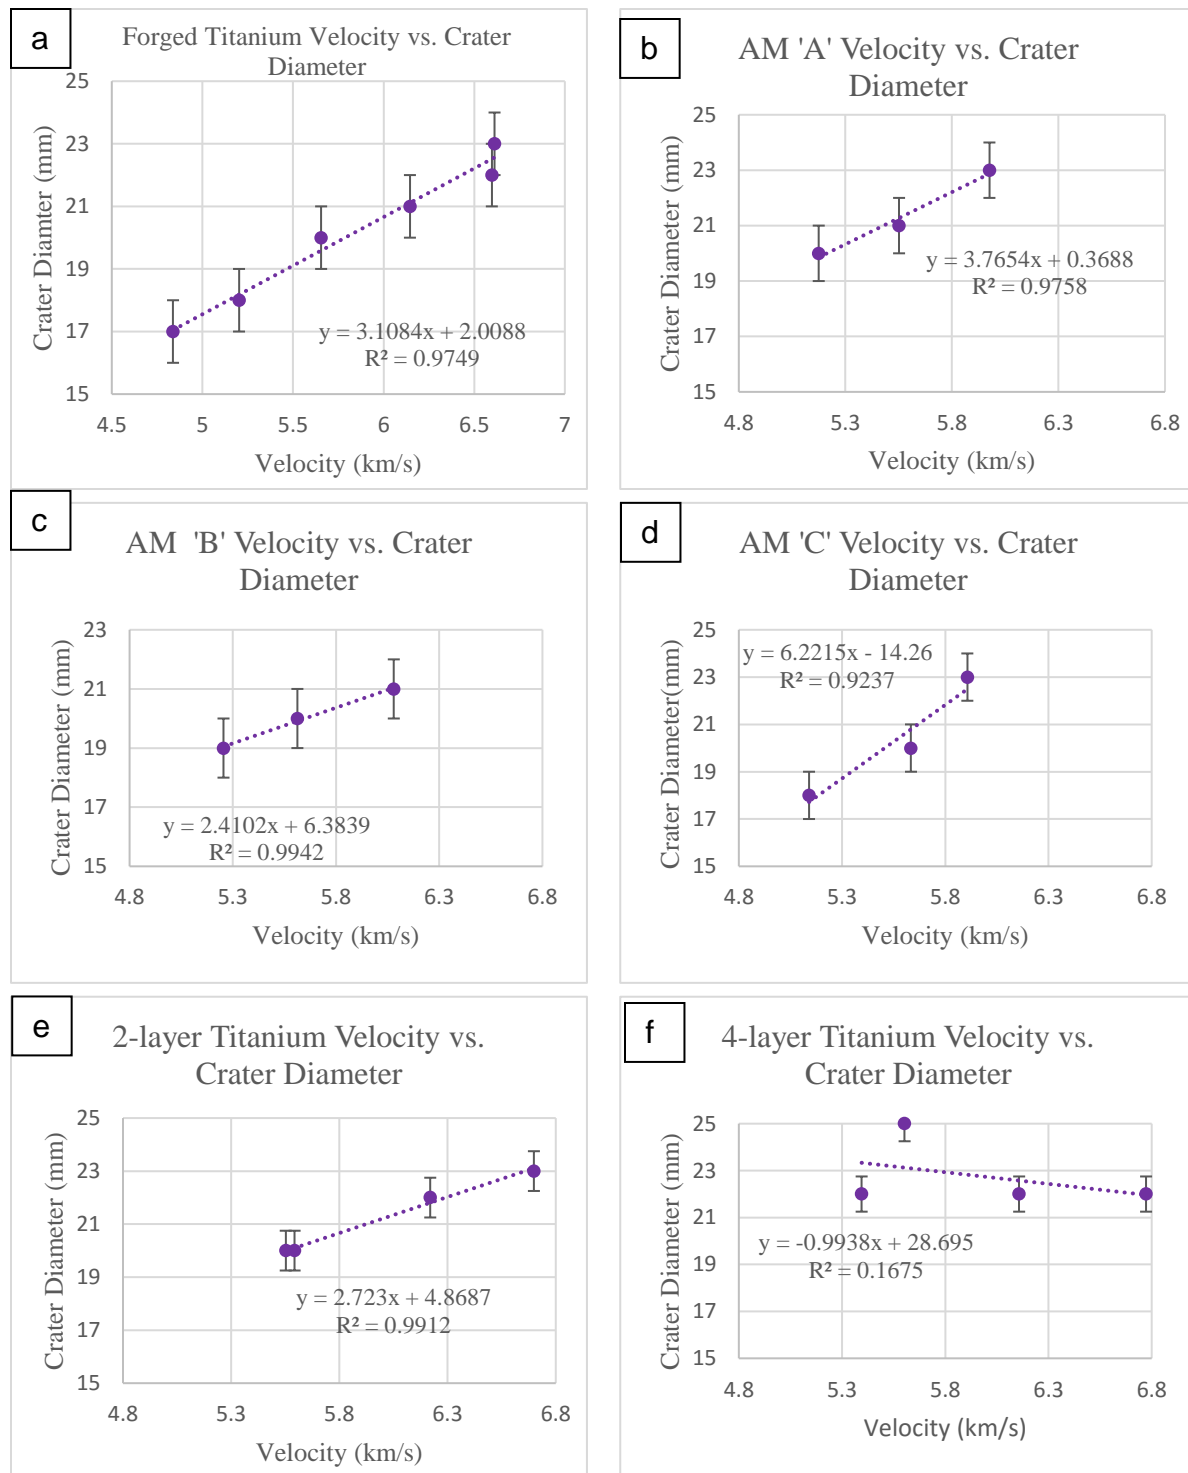 a
Forged Titanium Velocity vs. Crater
Diameter
Crater Diamter (mm)
25
23
21
19
17
15
y = 3.1084x + 2.0088
R² = 0.9749
4.5 5 5.5 6 6.5 7
Velocity (km/s)
b
AM 'A' Velocity vs. Crater
Diameter
Crater Diameter (mm)
25
23
21
19
17
15
y = 3.7654x + 0.3688
R² = 0.9758
4.8 5.3 5.8 6.3 6.8
Velocity (km/s)
c
AM 'B' Velocity vs. Crater
Diameter
Crater Diameter (mm)
23
21
19
17
15
y = 2.4102x + 6.3839
R² = 0.9942
4.8 5.3 5.8 6.3 6.8
Velocity (km/s)
d
AM 'C' Velocity vs. Crater
Diameter
Crater Diameter(mm)
25
23
21
19
17
15
y = 6.2215x - 14.26
R² = 0.9237
4.8 5.3 5.8 6.3 6.8
Velocity (km/s)
e
2-layer Titanium Velocity vs.
Crater Diameter
Crater Diameter (mm)
25
23
21
19
17
15
y = 2.723x + 4.8687
R² = 0.9912
4.8 5.3 5.8 6.3 6.8
Velocity (km/s)
f
4-layer Titanium Velocity vs.
Crater Diameter
Crater Diameter (mm)
25
23
21
19
17
15
y = -0.9938x + 28.695
R² = 0.1675
4.8 5.3 5.8 6.3 6.8
Velocity (km/s)